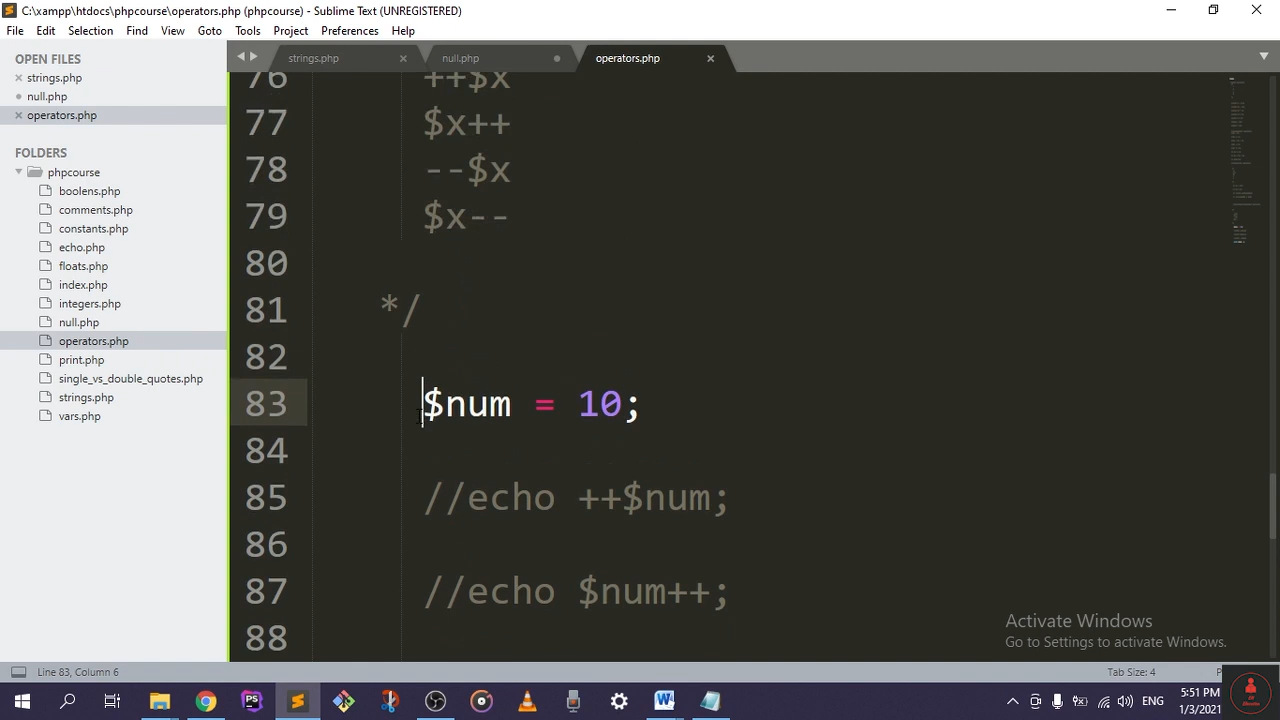 C:\xampp\htdocs\phpcourse\operators.php (phpcourse) - Sublime Text (UNREGISTERED)
File Edit Selection Find View Goto Tools Project Preferences Help
OPEN FILES
strings.php
null.php
operators.php
FOLDERS
phpcourse
boolens.php
comments.php
constants.php
echo.php
floats.php
index.php
integers.php
null.php
operators.php
print.php
single_vs_double_quotes.php
strings.php
vars.php
strings.php null.php operators.php
76 ++$x
77 $x++
78 --$x
79 $x--
80
81 */
82
83 $num = 10;
84
85 //echo ++$num;
86
87 //echo $num++;
88
Activate Windows
Go to Settings to activate Windows.
Line 83, Column 6
Tab Size: 4
ENG
5:51 PM
1/3/2021